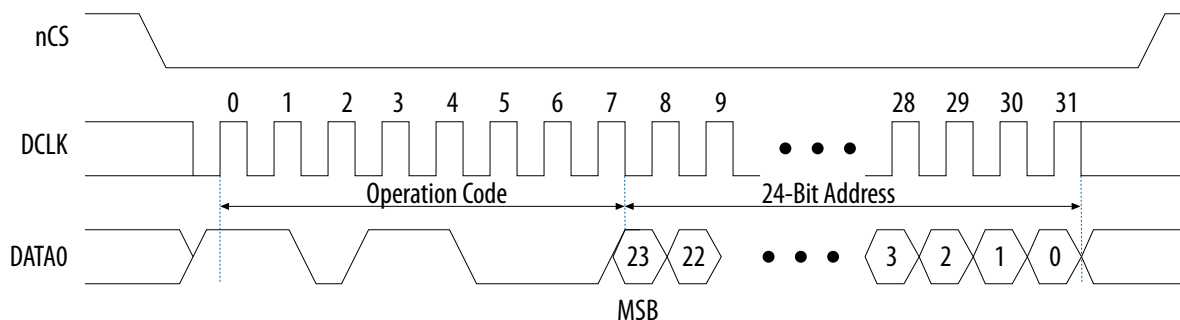 nCS
0 1 2 3 4 5 6 7 8 9 28 29 30 31
DCLK
Operation Code 24-Bit Address
DATA0 23 22 3 2 1 0
MSB